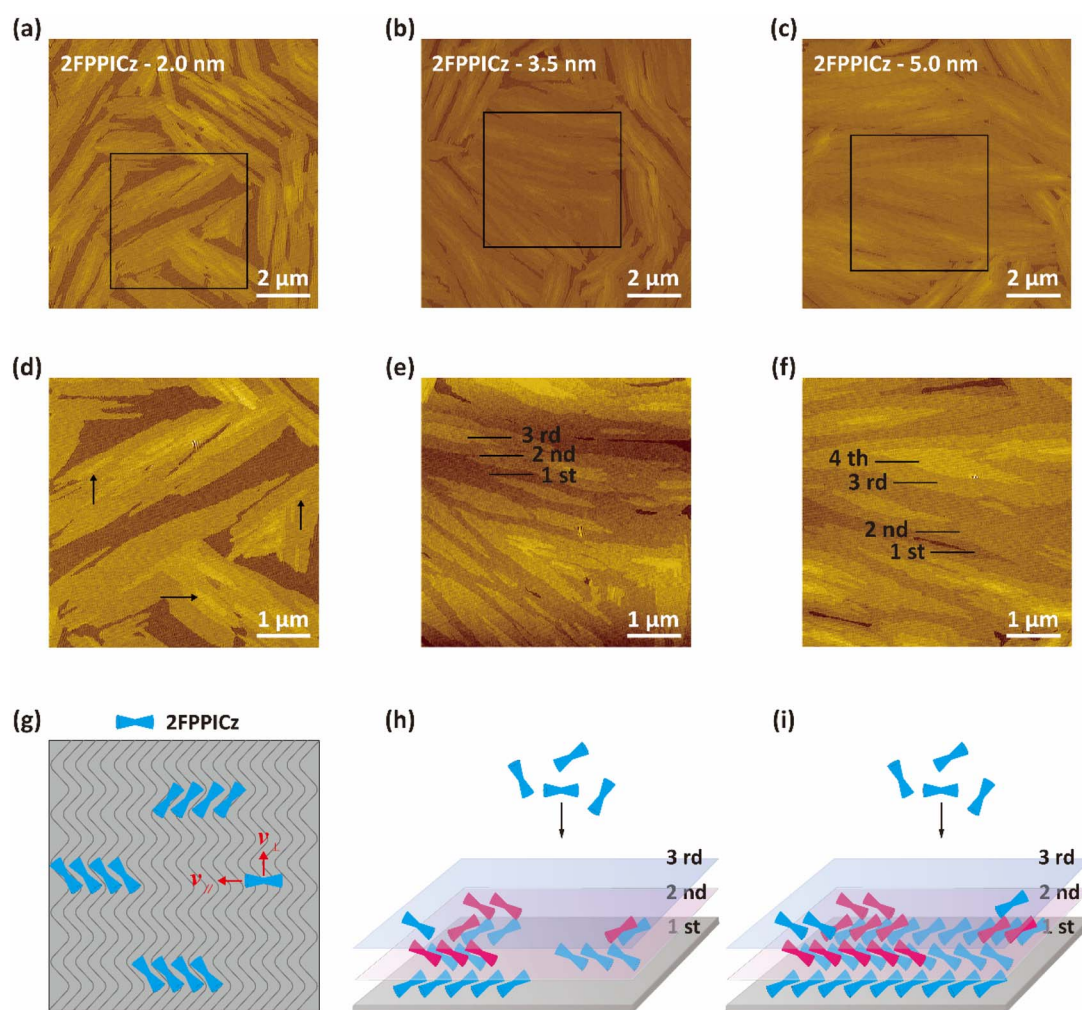 (a)
(b)
(c)
2FPPICz - 2.0 nm
2FPPICz - 3.5 nm
2FPPICz - 5.0 nm
2 μm
2 μm
2 μm
(d)
(e)
(f)
3 rd
2 nd
1 st
4 th
3 rd
2 nd
1 st
1 μm
1 μm
1 μm
(g)
2FPPICz
(h)
(i)
v⊥
v//
3 rd
2 nd
1 st
3 rd
2 nd
1 st